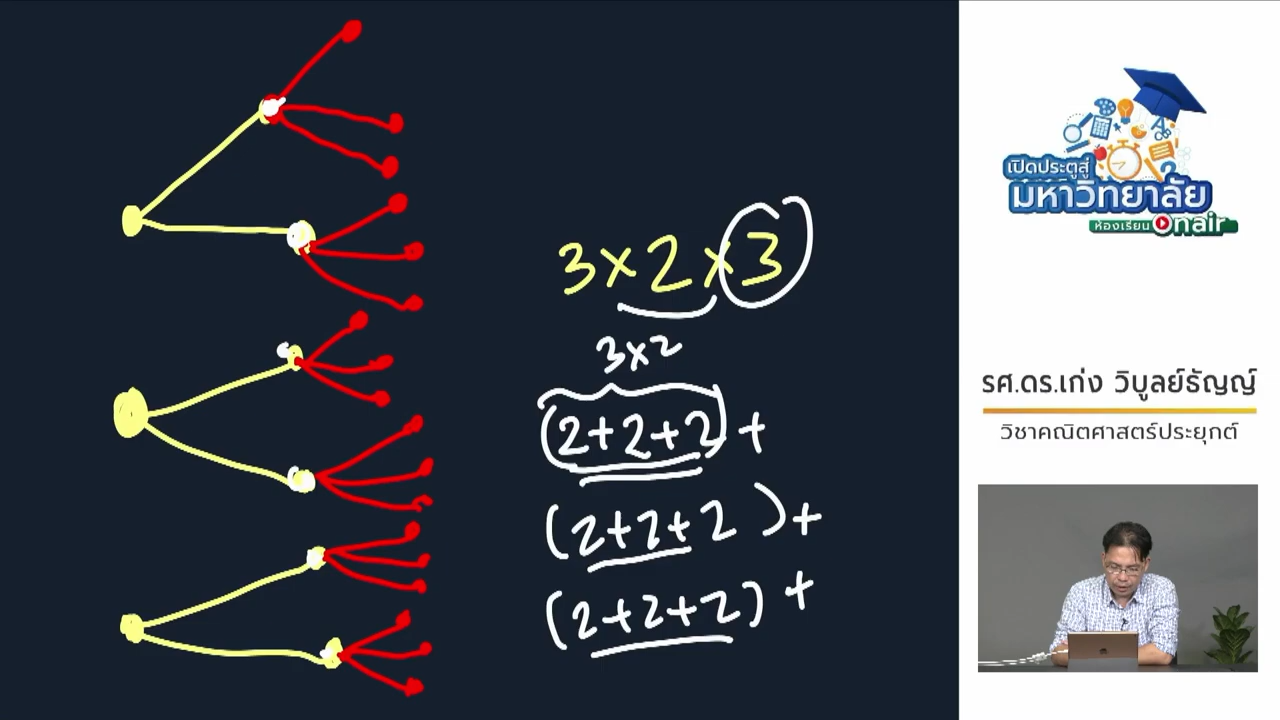 3×2×3
3×2
(2+2+2)+
(2+2+2)+
(2+2+2)+
เปิดประตูสู่
มหาวิทยาลัย
ห้องเรียน Onair
รศ.ดร.เก่ง วิบูลย์ธัญญ์
วิชาคณิตศาสตร์ประยุกต์